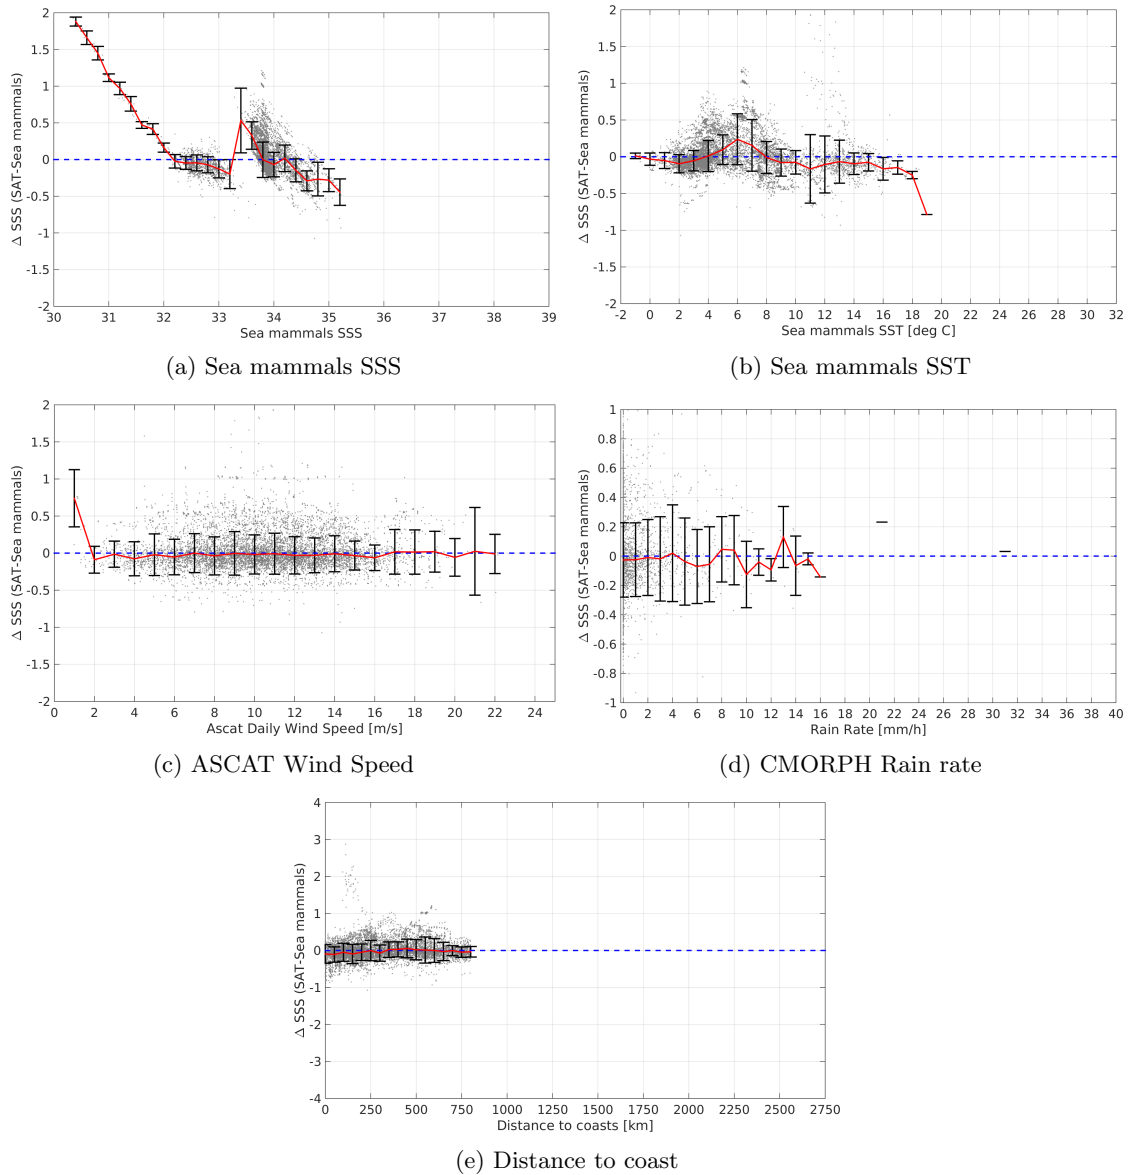 2
1.5
1
0.5
0
-0.5
-1
-1.5
-2
Δ SSS (SAT-Sea mammals)
30 31 32 33 34 35 36 37 38 39
Sea mammals SSS
(a) Sea mammals SSS
2
1.5
1
0.5
0
-0.5
-1
-1.5
-2
Δ SSS (SAT-Sea mammals)
-2 0 2 4 6 8 10 12 14 16 18 20 22 24 26 28 30 32
Sea mammals SST [deg C]
(b) Sea mammals SST
2
1.5
1
0.5
0
-0.5
-1
-1.5
-2
Δ SSS (SAT-Sea mammals)
0 2 4 6 8 10 12 14 16 18 20 22 24
Ascat Daily Wind Speed [m/s]
(c) ASCAT Wind Speed
1
0.8
0.6
0.4
0.2
0
-0.2
-0.4
-0.6
-0.8
-1
Δ SSS (SAT-Sea mammals)
0 2 4 6 8 10 12 14 16 18 20 22 24 26 28 30 32 34 36 38 40
Rain Rate [mm/h]
(d) CMORPH Rain rate
4
3
2
1
0
-1
-2
-3
-4
Δ SSS (SAT-Sea mammals)
0 250 500 750 1000 1250 1500 1750 2000 2250 2500 2750
Distance to coasts [km]
(e) Distance to coast